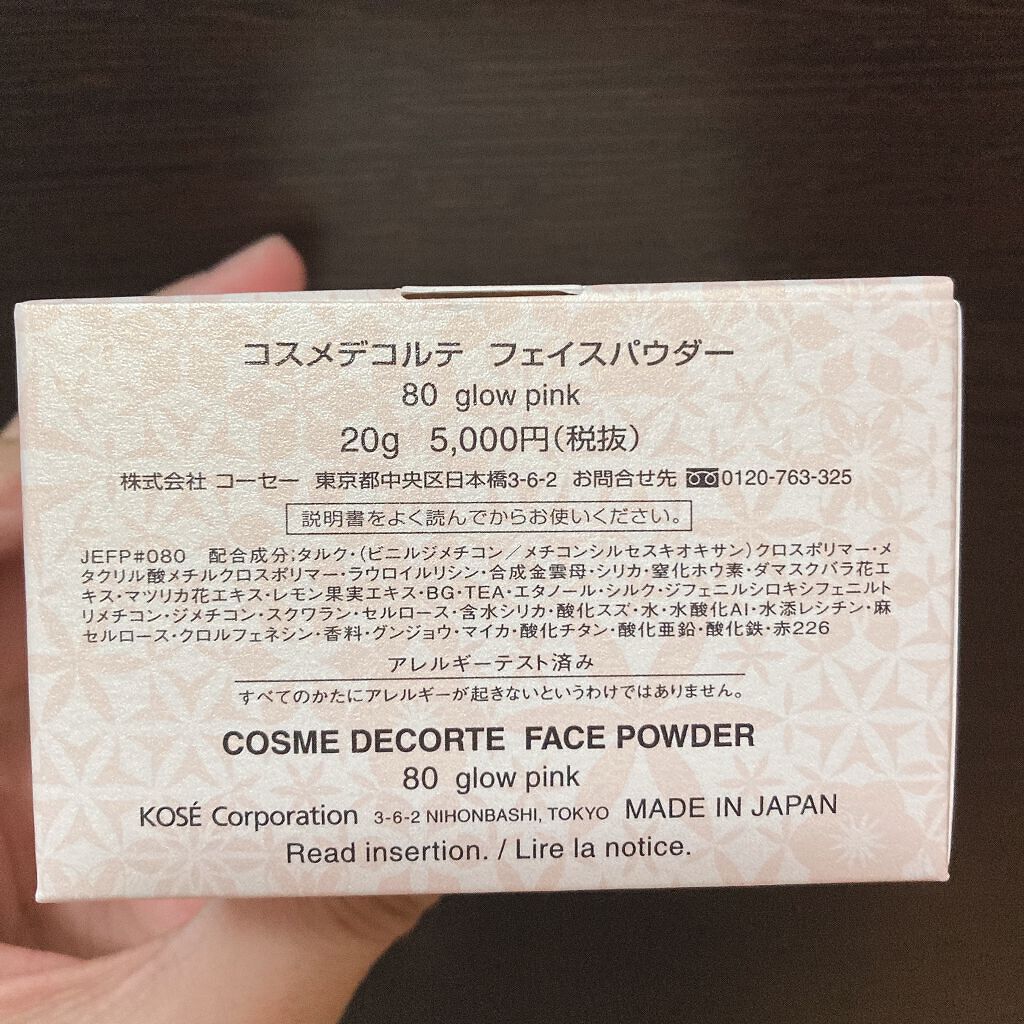 コスメデコルテ フェイスパウダー
80 glow pink
20g 5,000円(税抜)
株式会社 コーセー 東京都中央区日本橋3-6-2 お問合せ先 0120-763-325
説明書をよく読んでからお使いください。
JEFP#080 配合成分;タルク・(ビニルジメチコン/メチコンシルセスキオキサン)クロスポリマー・メ
タクリル酸メチルクロスポリマー・ラウロイルリシン・合成金雲母・シリカ・窒化ホウ素・ダマスクバラ花エ
キス・マツリカ花エキス・レモン果実エキス・BG・TEA・エタノール・シルク・ジフェニルシロキシフェニルト
リメチコン・ジメチコン・スクワラン・セルロース・含水シリカ・酸化スズ・水・水酸化Al・水添レシチン・麻
セルロース・クロルフェネシン・香料・グンジョウ・マイカ・酸化チタン・酸化亜鉛・酸化鉄・赤226
アレルギーテスト済み
すべてのかたにアレルギーが起きないというわけではありません。
COSME DECORTE FACE POWDER
80 glow pink
KOSÉ Corporation 3-6-2 NIHONBASHI, TOKYO MADE IN JAPAN
Read insertion. / Lire la notice.